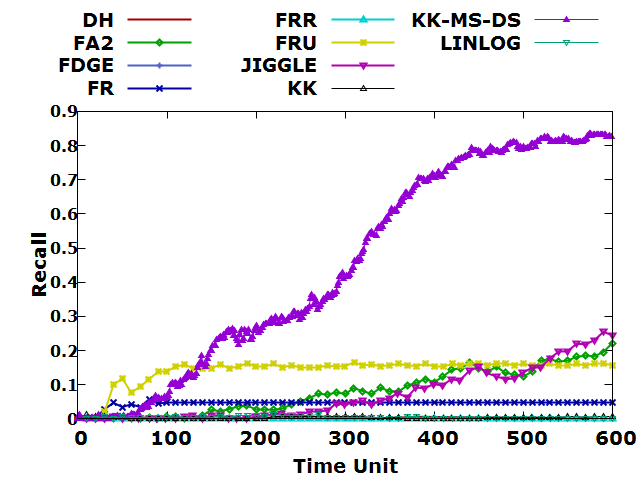 DH FRR KK-MS-DS
FA2 FRU LINLOG
FDGE JIGGLE
FR KK
0.9
0.8
0.7
0.6
0.5
0.4
0.3
0.2
0.1
0
Recall
0 100 200 300 400 500 600
Time Unit